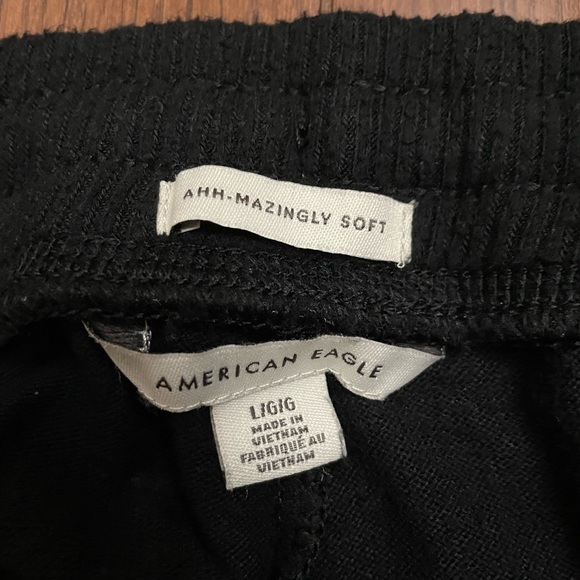 AHH-MAZINGLY SOFT
AMERICAN EAGLE
L|G|G
MADE IN
VIETNAM
FABRIQUÉ AU
VIETNAM